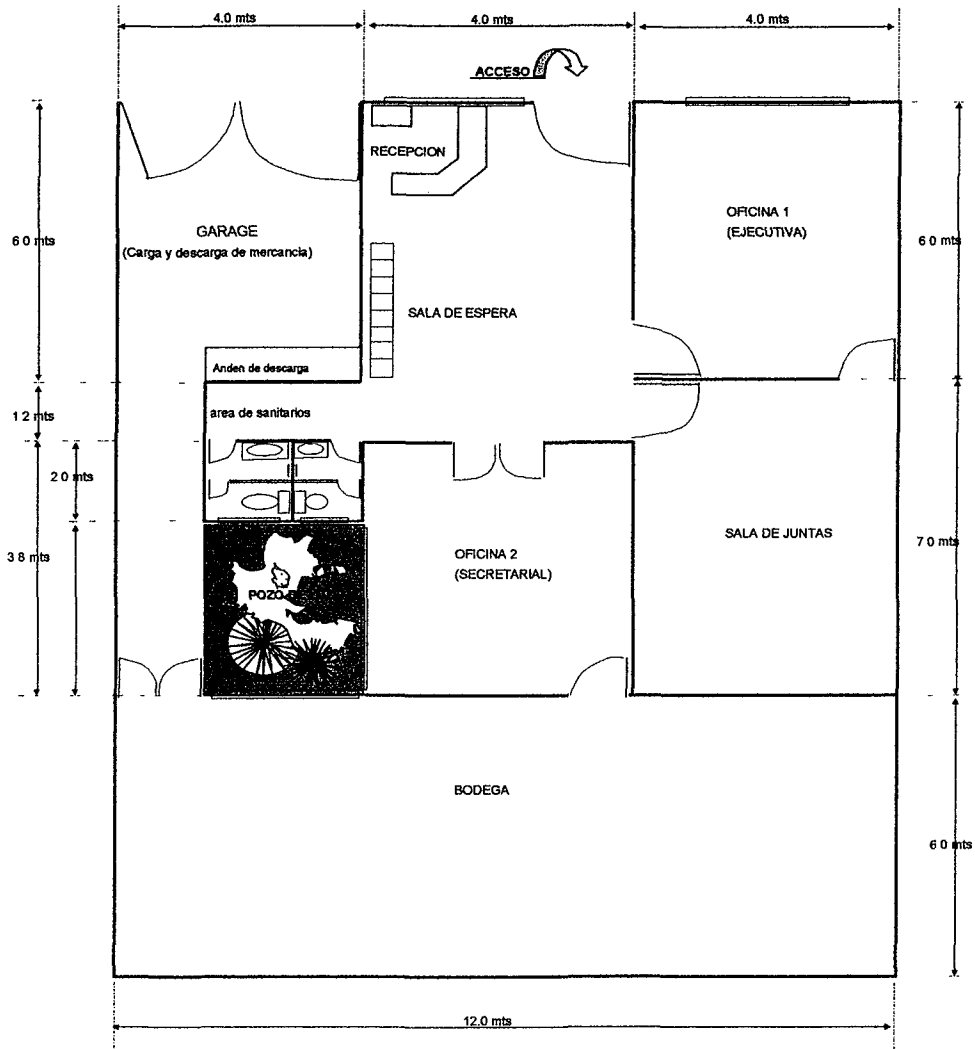 4.0 mts
4.0 mts
4.0 mts
ACCESO
RECEPCION
GARAGE
(Carga y descarga de mercancia)
OFICINA 1
(EJECUTIVA)
6 0 mts
6 0 mts
SALA DE ESPERA
Anden de descarga
1 2 mts
area de sanitarios
2 0 mts
3 8 mts
OFICINA 2
(SECRETARIAL)
SALA DE JUNTAS
7 0 mts
POZO
BODEGA
6 0 mts
12.0 mts